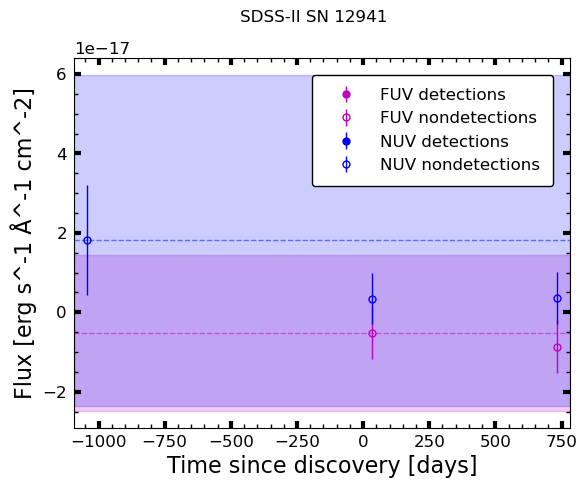 SDSS-II SN 12941
1e−17
6
4
2
0
−2
FUV detections
FUV nondetections
NUV detections
NUV nondetections
Flux [erg s^-1 Å^-1 cm^-2]
−1000 −750 −500 −250 0 250 500 750
Time since discovery [days]